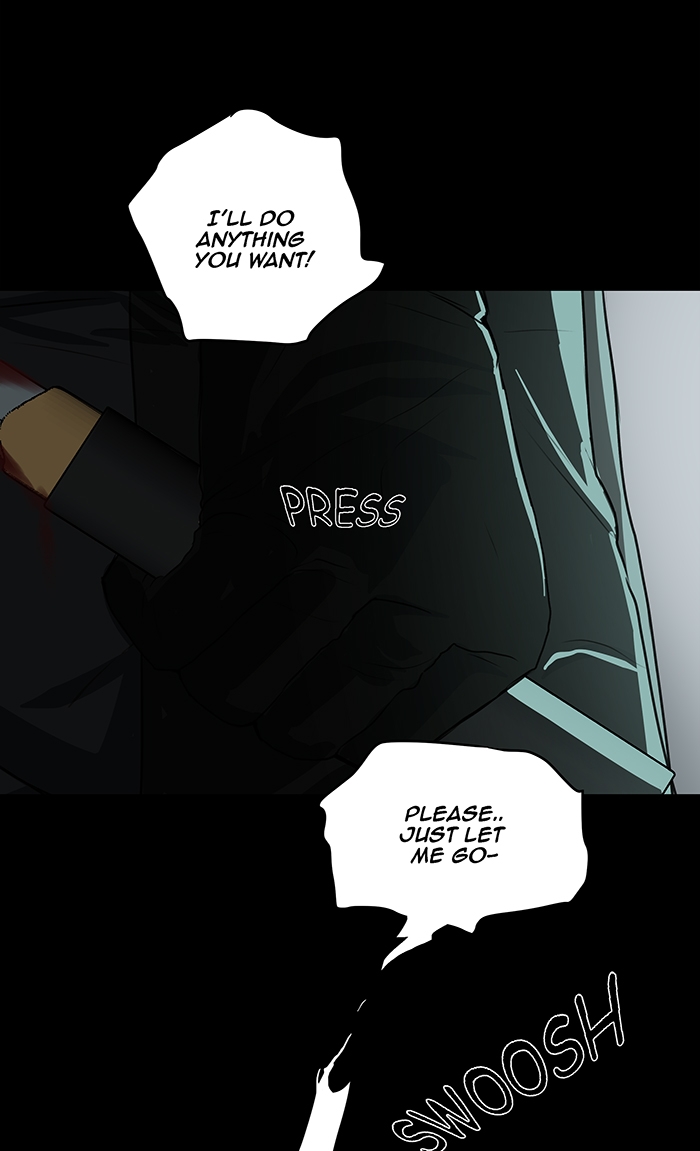 I'LL DO
ANYTHING
YOU WANT!
PRESS
PLEASE..
JUST LET
ME GO-
SWOOSH